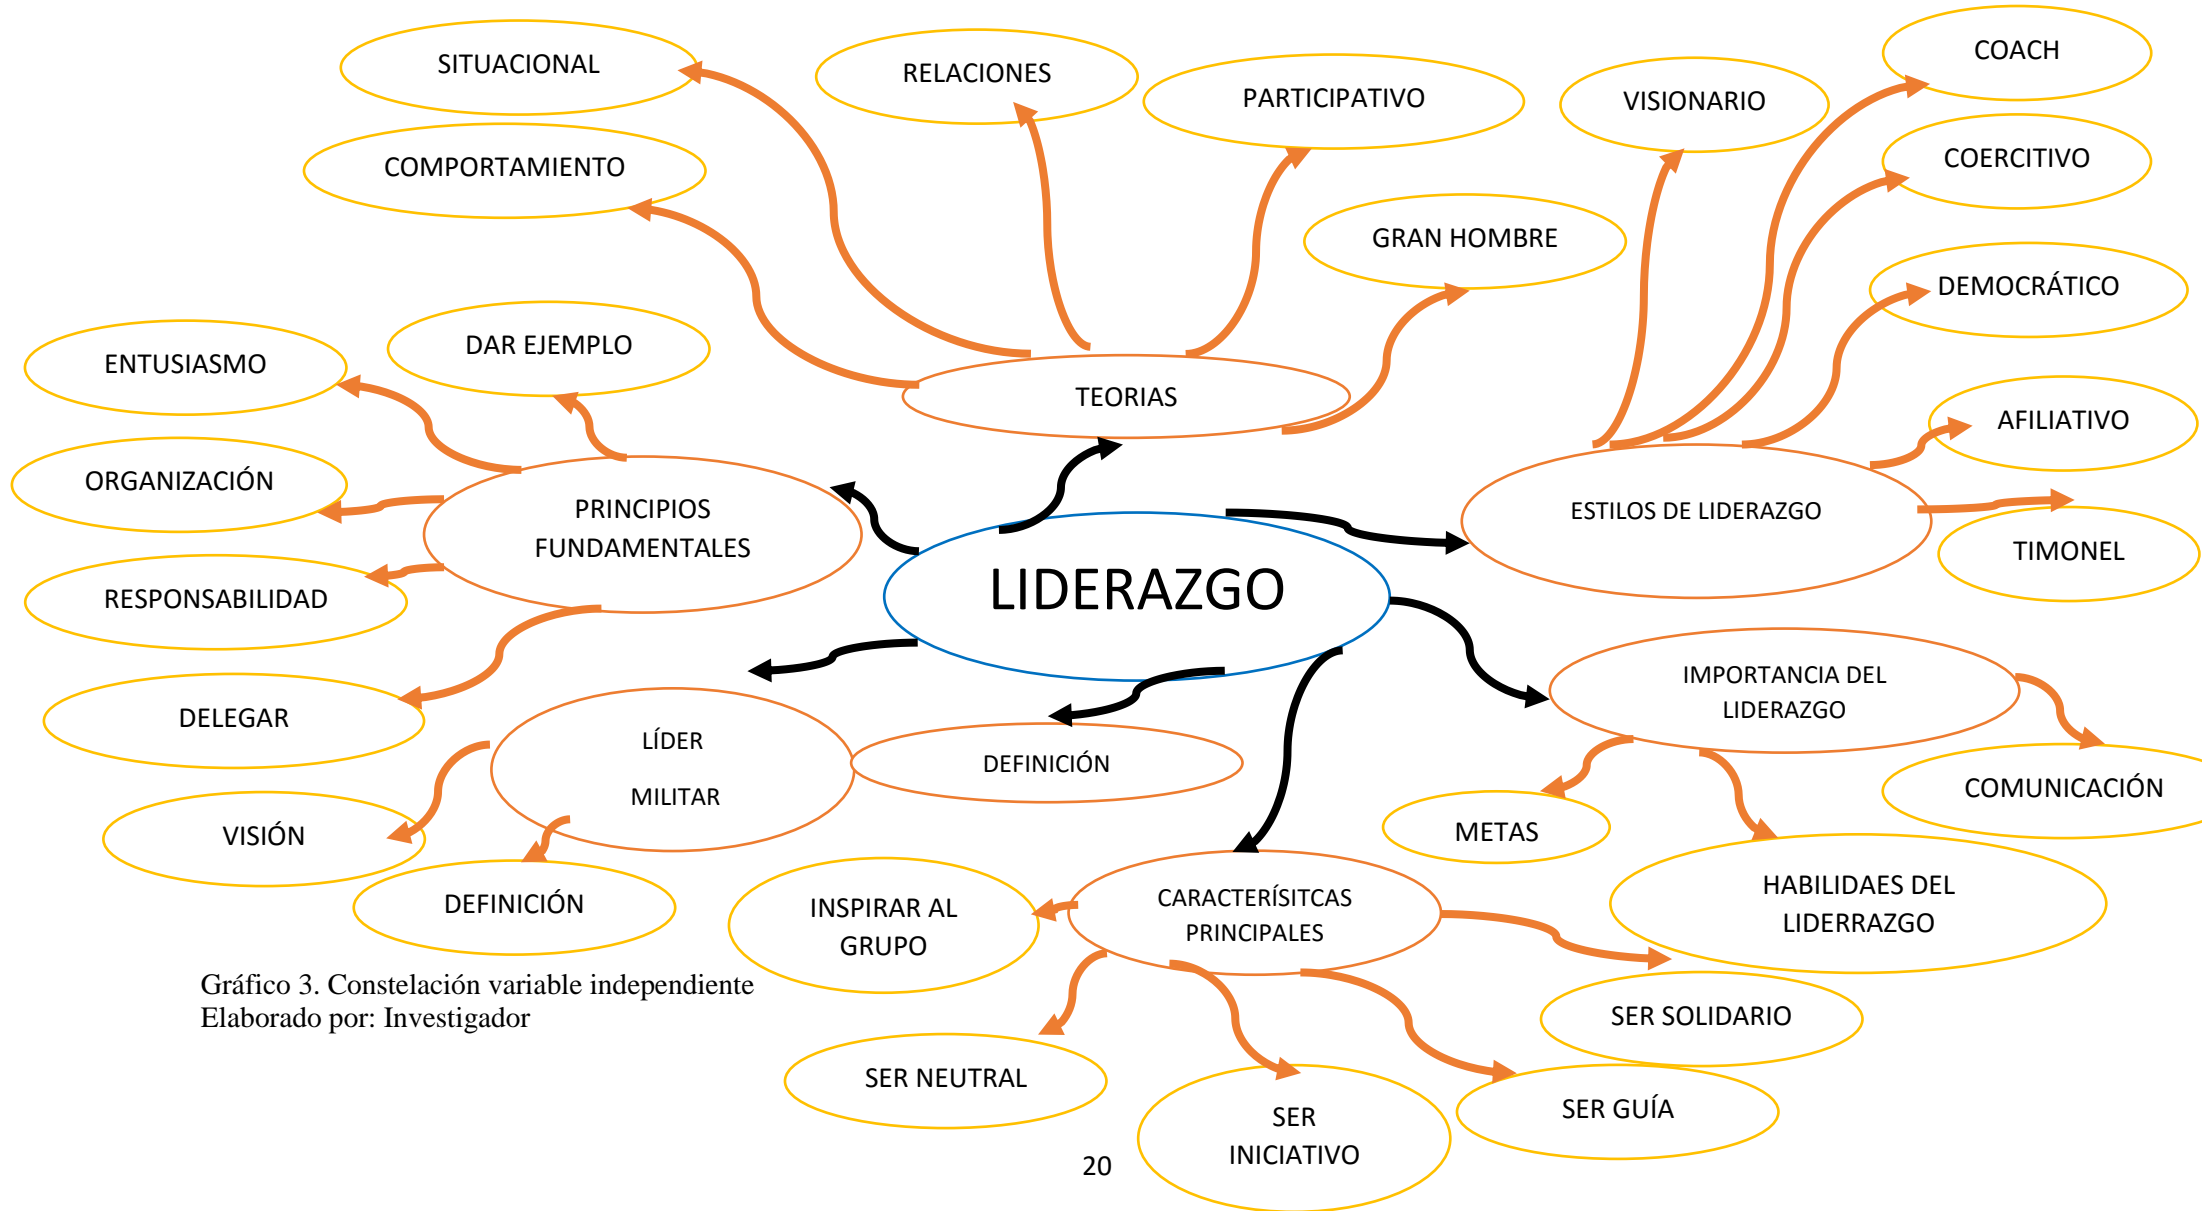 SITUACIONAL
RELACIONES
PARTICIPATIVO
VISIONARIO
COACH
COMPORTAMIENTO
COERCITIVO
GRAN HOMBRE
DEMOCRÁTICO
ENTUSIASMO
DAR EJEMPLO
TEORIAS
AFILIATIVO
ORGANIZACIÓN
PRINCIPIOS
FUNDAMENTALES
ESTILOS DE LIDERAZGO
TIMONEL
RESPONSABILIDAD
LIDERAZGO
IMPORTANCIA DEL
LIDERAZGO
DELEGAR
LÍDER
MILITAR
DEFINICIÓN
COMUNICACIÓN
VISIÓN
METAS
DEFINICIÓN
INSPIRAR AL
GRUPO
CARACTERÍSITCAS
PRINCIPALES
HABILIDAES DEL
LIDERRAZGO
Gráfico 3. Constelación variable independiente
Elaborado por: Investigador
SER SOLIDARIO
SER NEUTRAL
SER
INICIATIVO
SER GUÍA
20